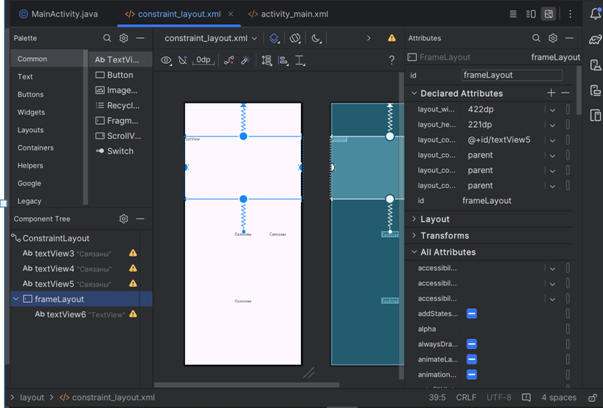 MainActivity.java
constraint_layout.xml
activity_main.xml
Palette
constraint_layout.xml
Attributes
Common
Text
Buttons
Widgets
Layouts
Containers
Helpers
Google
Legacy
Ab TextVi...
Button
Image...
Recycl...
Fragm...
ScrollV...
Switch
0dp
TextView
Связаны
Связаны
Связаны
Component Tree
ConstraintLayout
Ab textView3 "Связаны"
Ab textView4 "Связаны"
Ab textView5 "Связаны"
frameLayout
Ab textView6 "TextView"
FrameLayout
frameLayout
id
frameLayout
Declared Attributes
layout_wi... 422dp
layout_he... 221dp
layout_co... @+id/textView5
layout_co... parent
layout_co... parent
layout_co... parent
id frameLayout
Layout
Transforms
All Attributes
accessibil...
accessibil...
accessibil...
addStates...
alpha
alwaysDra...
animateLa...
animation...
layout
constraint_layout.xml
39:5
CRLF
UTF-8
4 spaces